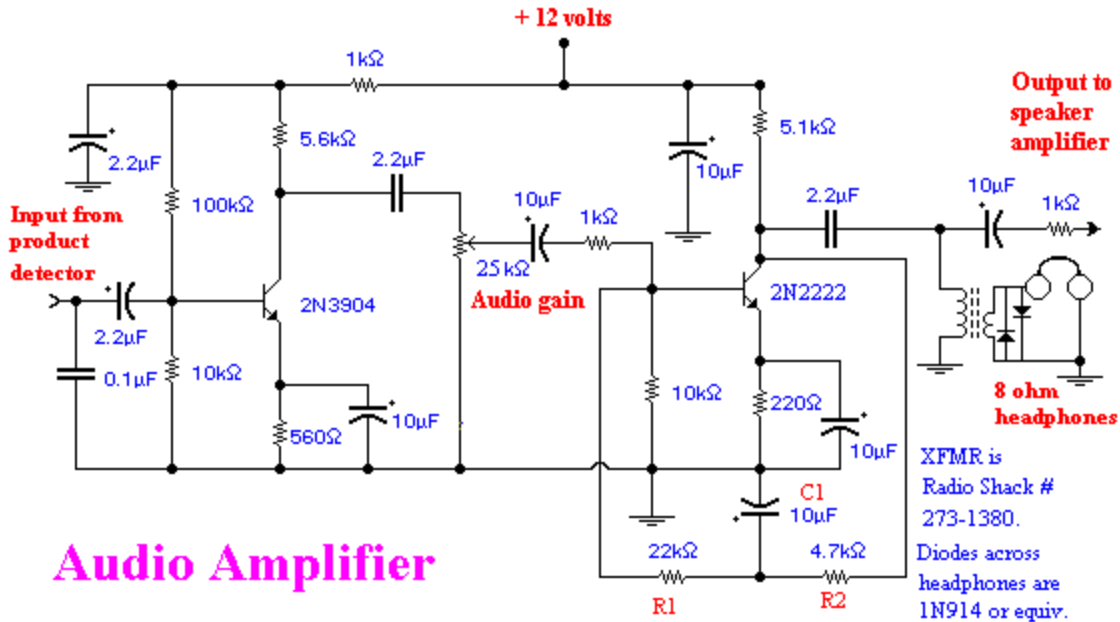 + 12 volts
1kΩ
Output to
speaker
amplifier
5.6kΩ
5.1kΩ
2.2µF
2.2µF
10µF
10µF
2.2µF
10µF
1kΩ
100kΩ
1kΩ
Input from
product
detector
25kΩ
Audio gain
2N3904
2N2222
2.2µF
0.1µF
10kΩ
10kΩ
220Ω
8 ohm
headphones
560Ω
10µF
10µF
XFMR is
Radio Shack #
273-1380.
Diodes across
headphones are
1N914 or equiv.
C1
10µF
22kΩ
4.7kΩ
R1
R2
Audio Amplifier